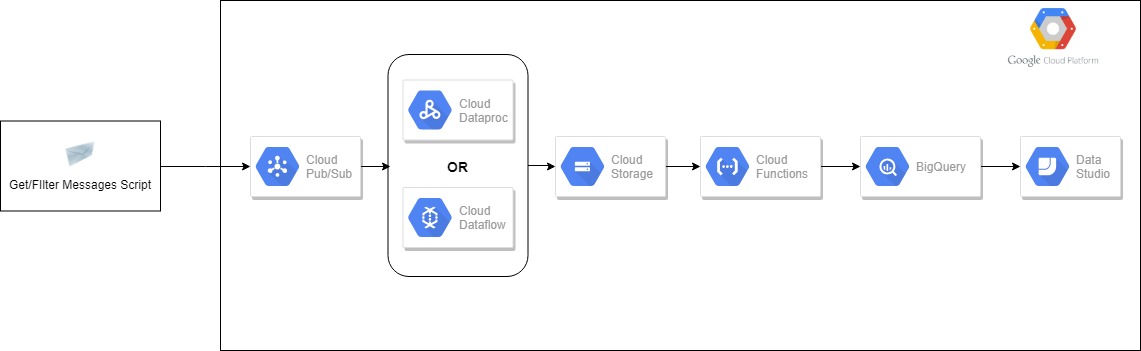 Google Cloud Platform
Get/FIlter Messages Script
Cloud
Pub/Sub
Cloud
Dataproc
OR
Cloud
Dataflow
Cloud
Storage
Cloud
Functions
BigQuery
Data
Studio